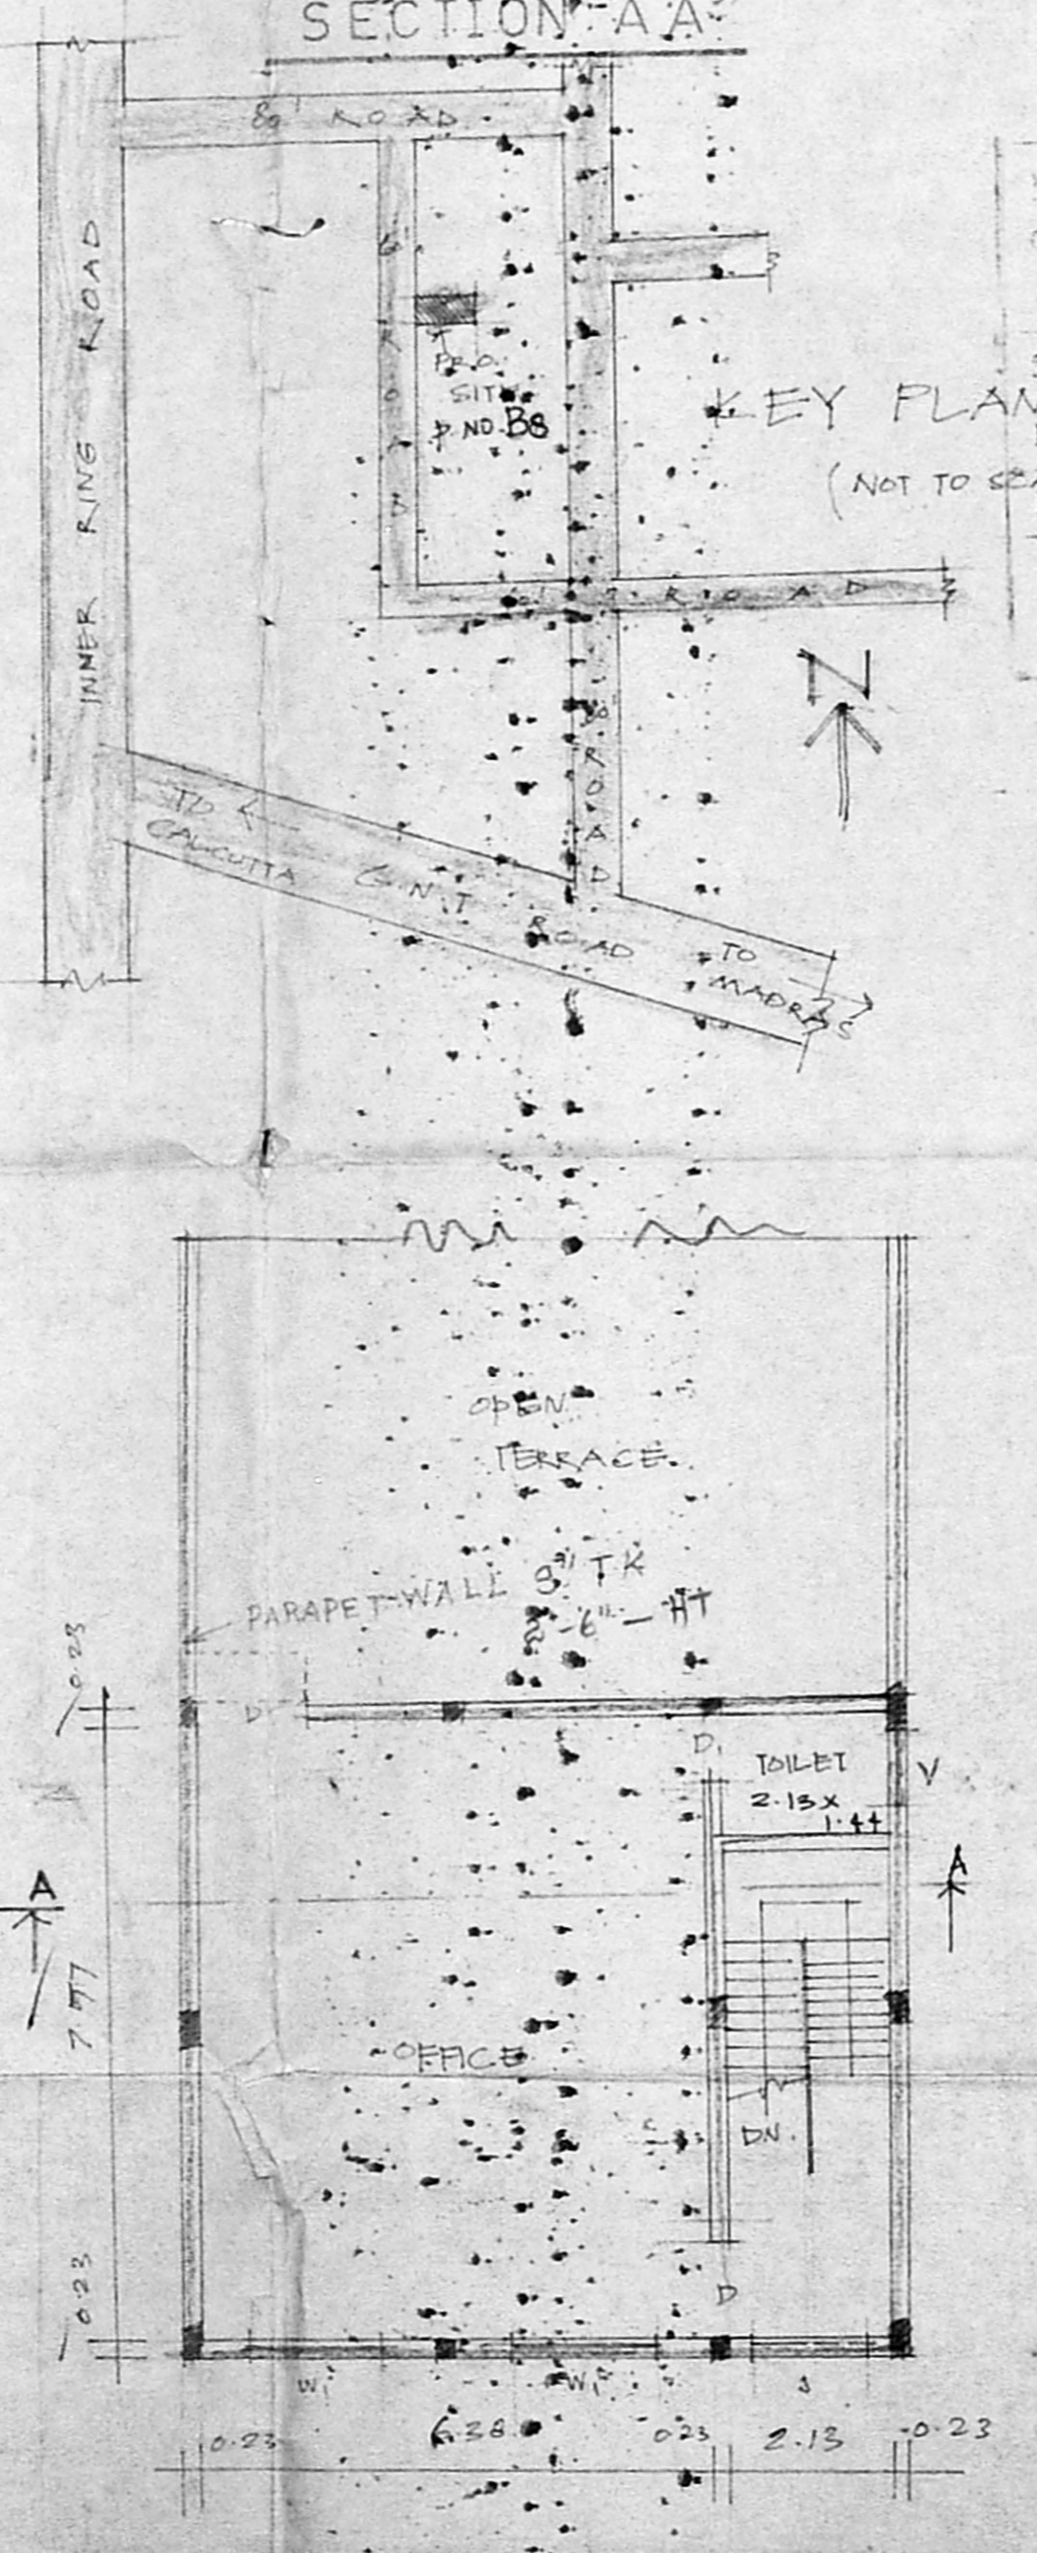 SECTION AA
80' ROAD
INNER RING ROAD
ROAD
PRO.
SITE
P. NO. B8
KEY PLAN
(NOT TO
ROAD
N
80' ROAD
TO
CALCUTTA
G.N.T ROAD
TO
MADRAS
OPEN
TERRACE.
PARAPET WALL 9" TK
3'-6" - HT
0.23
D
D1
TOILET
2.13 X
1.44
V
A
A
7.97
OFFICE
DN.
D
0.23
W1
W1
0.23
6.38
0.23
2.13
0.23